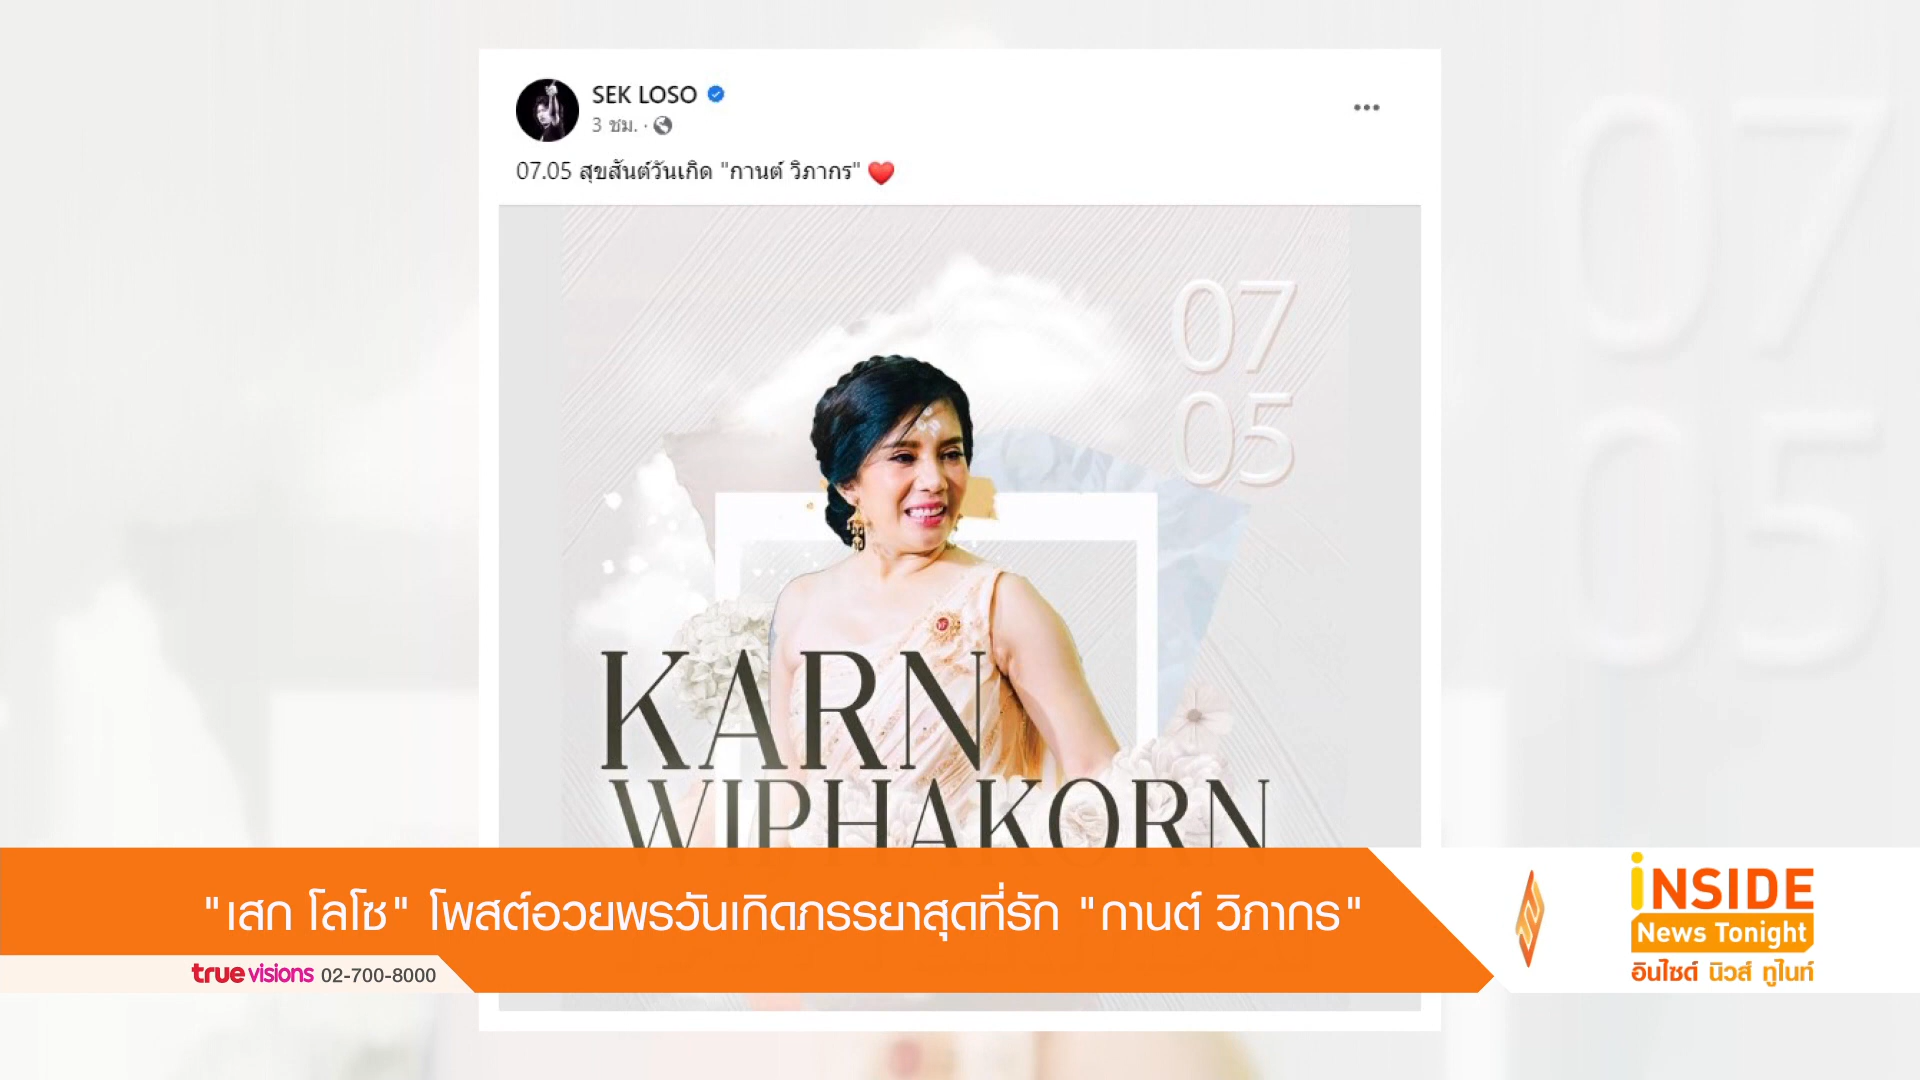 SEK LOSO
3 ชม. ·
07.05 สุขสันต์วันเกิด "กานต์ วิภากร" ❤️
07
05
07
05
KARN
WIPHAKORN
"เสก โลโซ" โพสต์อวยพรวันเกิดภรรยาสุดที่รัก "กานต์ วิภากร"
true visions 02-700-8000
iNSIDE
News Tonight
อินไซด์ นิวส์ ทูไนท์